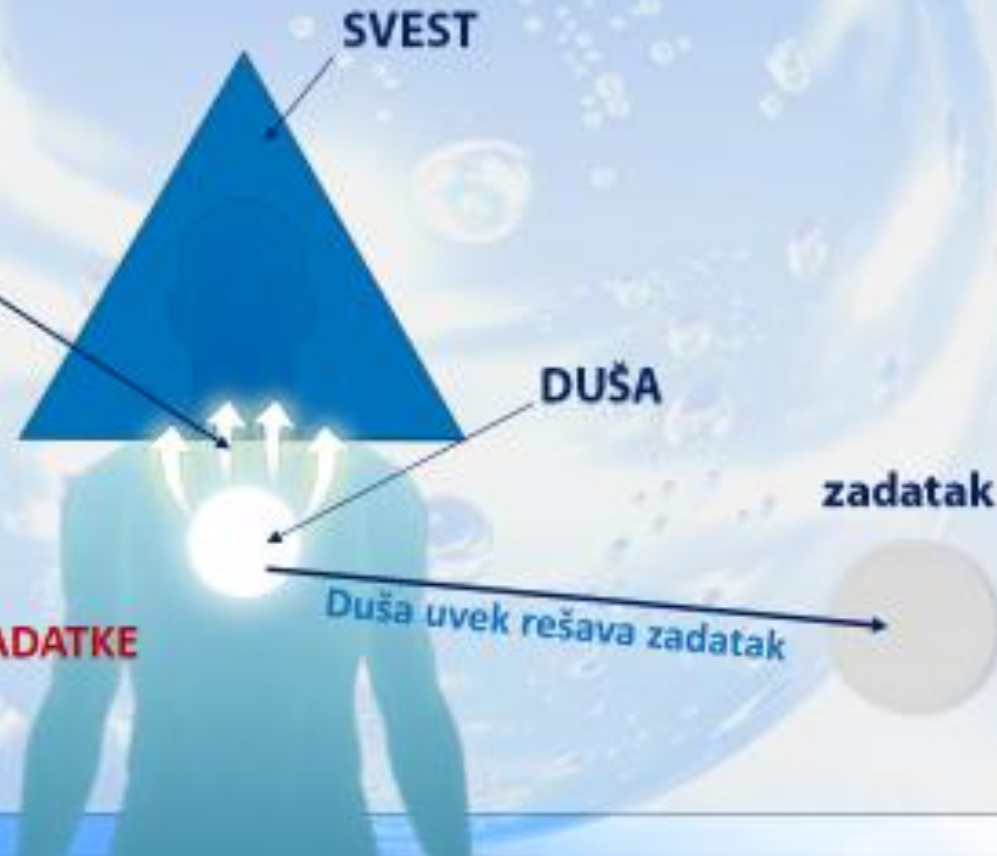 SVEST
DUŠA
zadatak
Duša uvek rešava zadatak
ADATKE